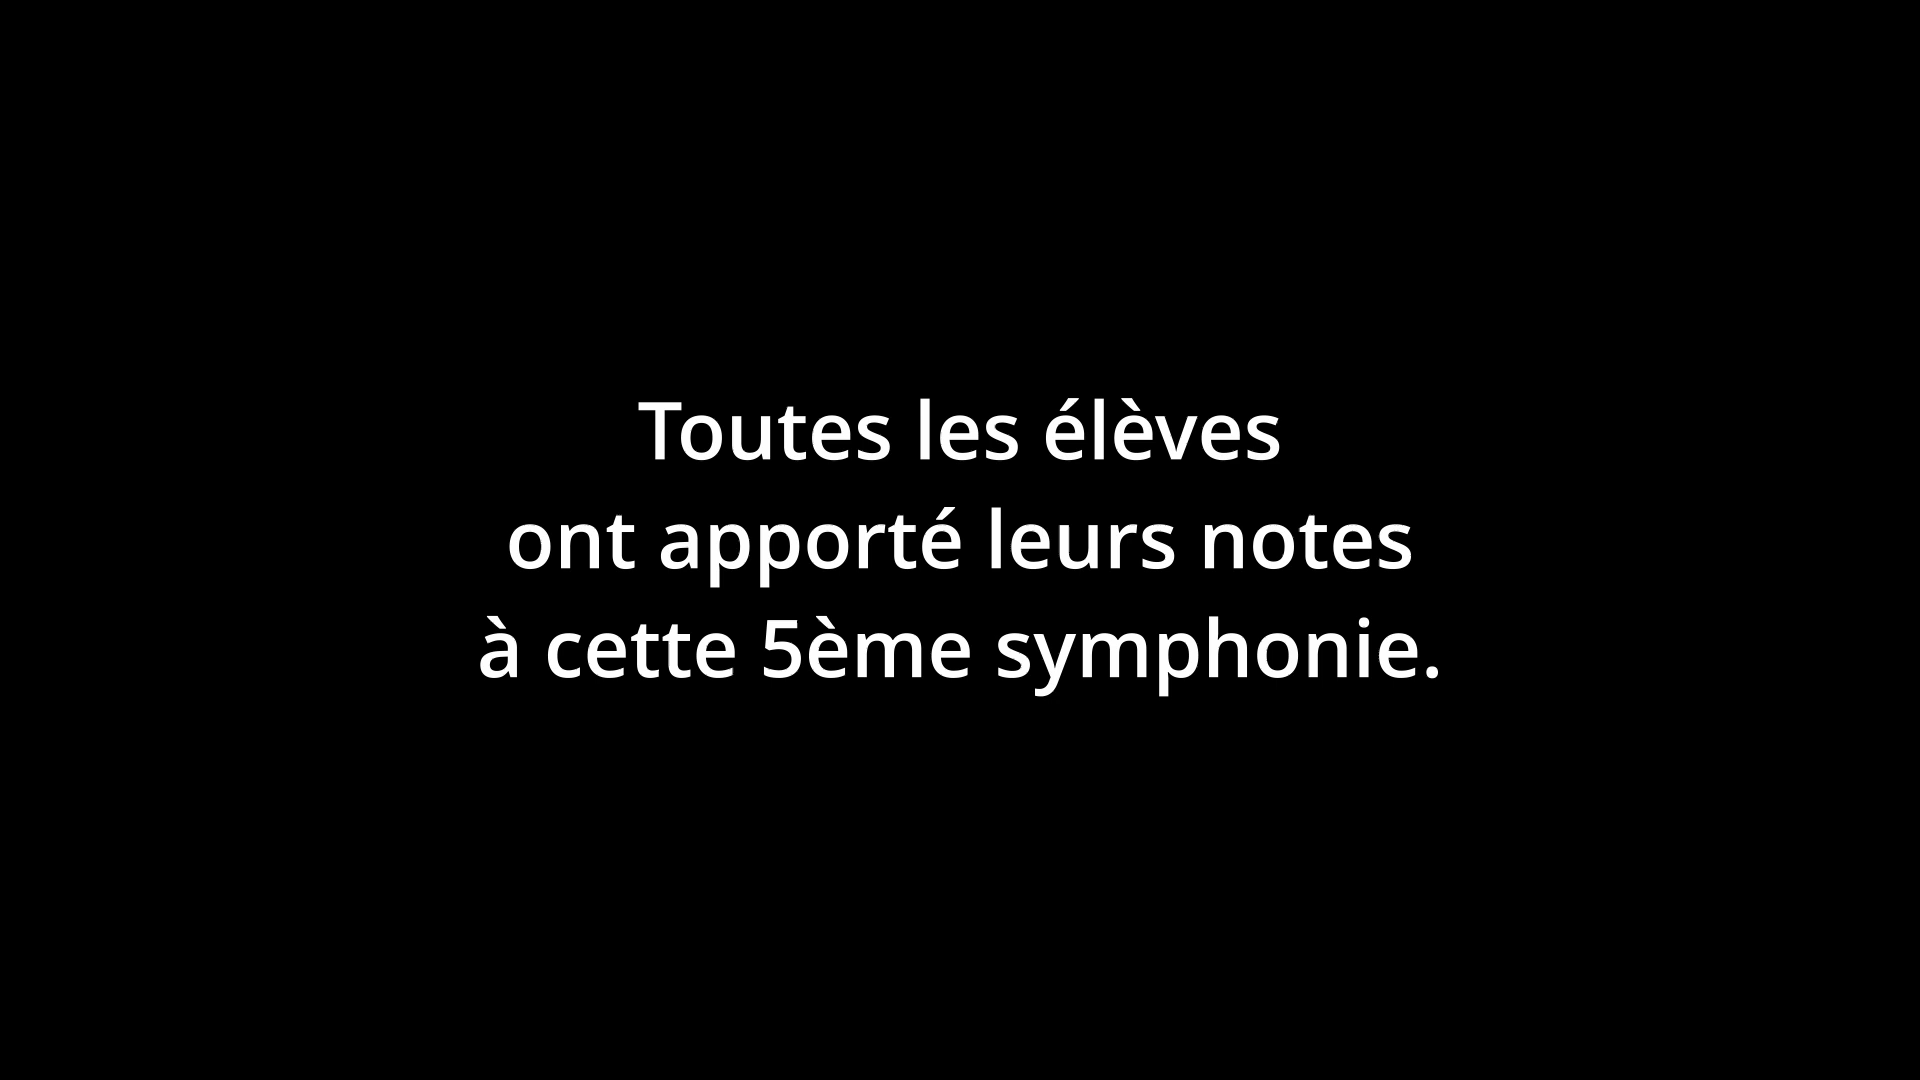 Toutes les élèves
ont apporté leurs notes
à cette 5ème symphonie.